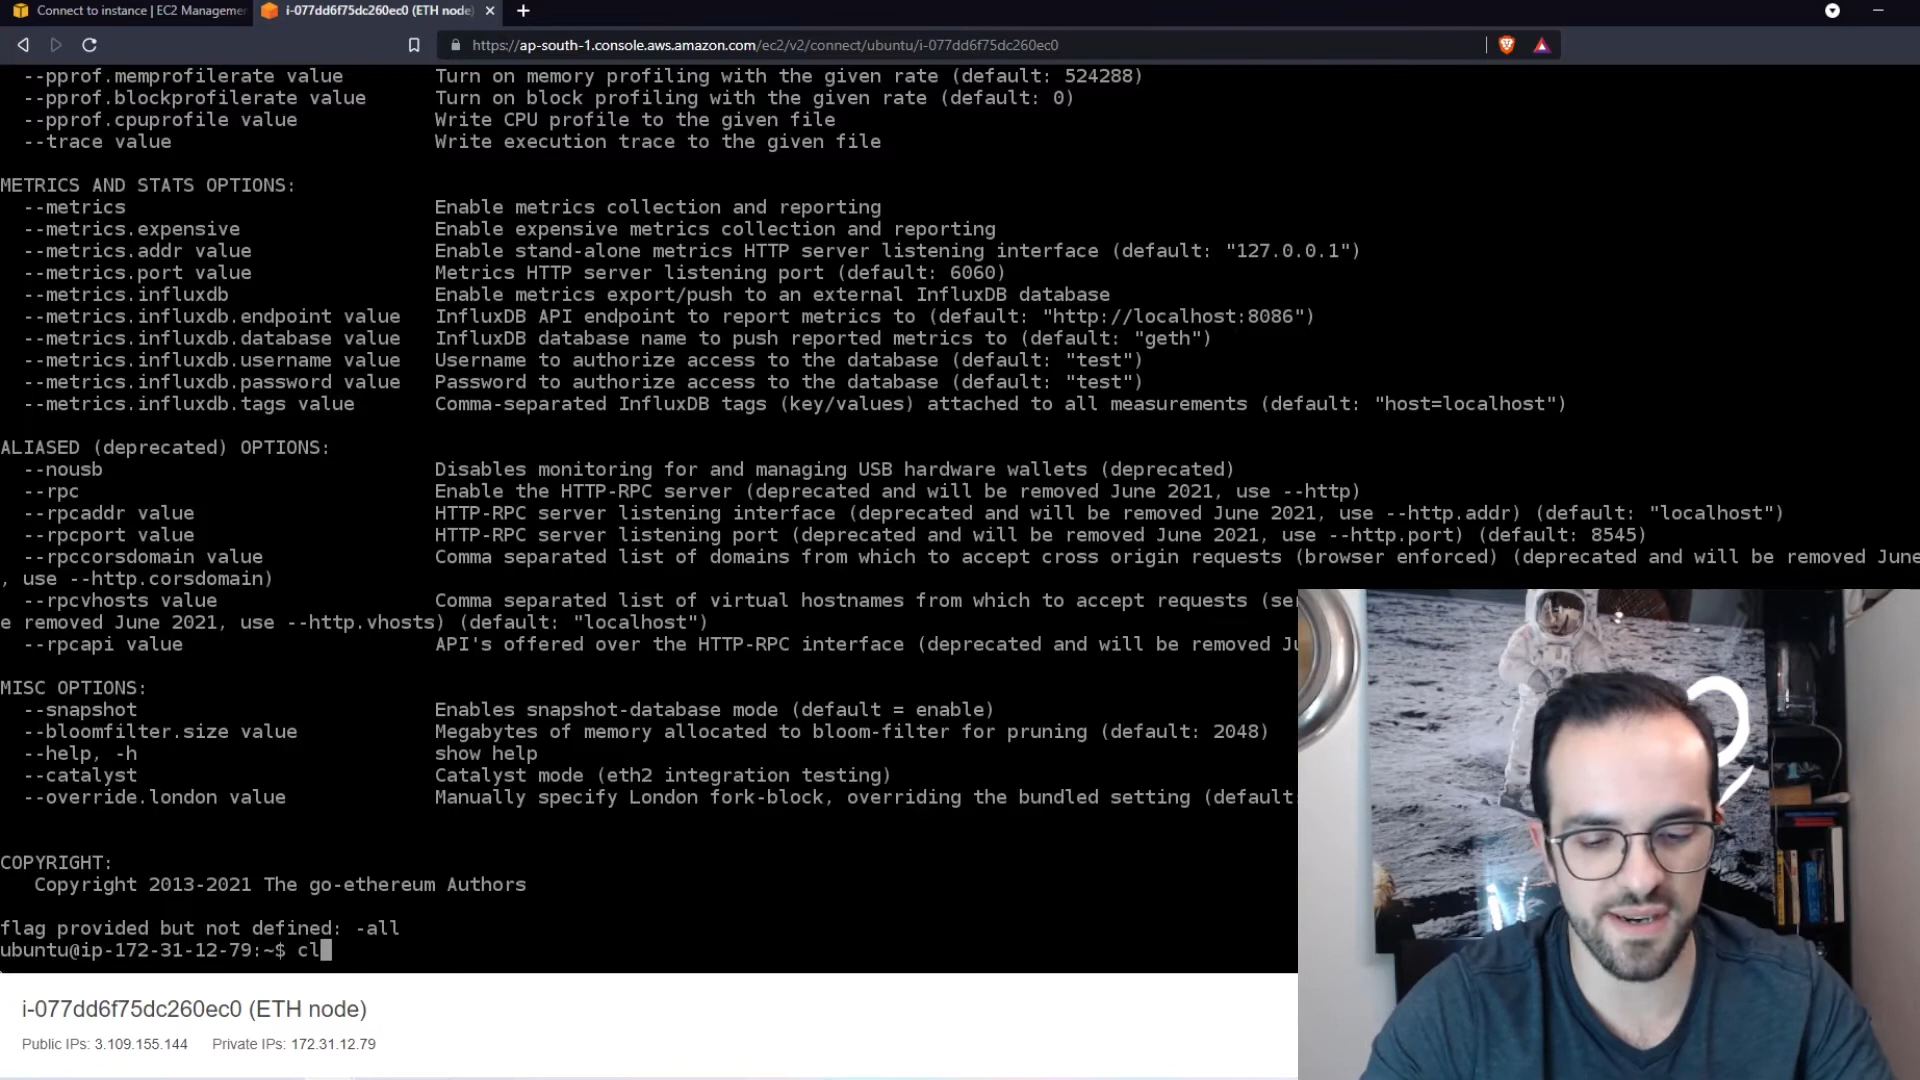 Connect to instance | EC2 Managemen
i-077dd6f75dc260ec0 (ETH node)
https://ap-south-1.console.aws.amazon.com/ec2/v2/connect/ubuntu/i-077dd6f75dc260ec0
--pprof.memprofilerate value Turn on memory profiling with the given rate (default: 524288)
--pprof.blockprofilerate value Turn on block profiling with the given rate (default: 0)
--pprof.cpuprofile value Write CPU profile to the given file
--trace value Write execution trace to the given file
METRICS AND STATS OPTIONS:
--metrics Enable metrics collection and reporting
--metrics.expensive Enable expensive metrics collection and reporting
--metrics.addr value Enable stand-alone metrics HTTP server listening interface (default: "127.0.0.1")
--metrics.port value Metrics HTTP server listening port (default: 6060)
--metrics.influxdb Enable metrics export/push to an external InfluxDB database
--metrics.influxdb.endpoint value InfluxDB API endpoint to report metrics to (default: "http://localhost:8086")
--metrics.influxdb.database value InfluxDB database name to push reported metrics to (default: "geth")
--metrics.influxdb.username value Username to authorize access to the database (default: "test")
--metrics.influxdb.password value Password to authorize access to the database (default: "test")
--metrics.influxdb.tags value Comma-separated InfluxDB tags (key/values) attached to all measurements (default: "host=localhost")
ALIASED (deprecated) OPTIONS:
--nousb Disables monitoring for and managing USB hardware wallets (deprecated)
--rpc Enable the HTTP-RPC server (deprecated and will be removed June 2021, use --http)
--rpcaddr value HTTP-RPC server listening interface (deprecated and will be removed June 2021, use --http.addr) (default: "localhost")
--rpcport value HTTP-RPC server listening port (deprecated and will be removed June 2021, use --http.port) (default: 8545)
--rpccorsdomain value Comma separated list of domains from which to accept cross origin requests (browser enforced) (deprecated and will be removed June
, use --http.corsdomain)
--rpcvhosts value Comma separated list of virtual hostnames from which to accept requests (se
e removed June 2021, use --http.vhosts) (default: "localhost")
--rpcapi value API's offered over the HTTP-RPC interface (deprecated and will be removed Ju
MISC OPTIONS:
--snapshot Enables snapshot-database mode (default = enable)
--bloomfilter.size value Megabytes of memory allocated to bloom-filter for pruning (default: 2048)
--help, -h show help
--catalyst Catalyst mode (eth2 integration testing)
--override.london value Manually specify London fork-block, overriding the bundled setting (default:
COPYRIGHT:
Copyright 2013-2021 The go-ethereum Authors
flag provided but not defined: -all
ubuntu@ip-172-31-12-79:~$ cl
i-077dd6f75dc260ec0 (ETH node)
Public IPs: 3.109.155.144 Private IPs: 172.31.12.79